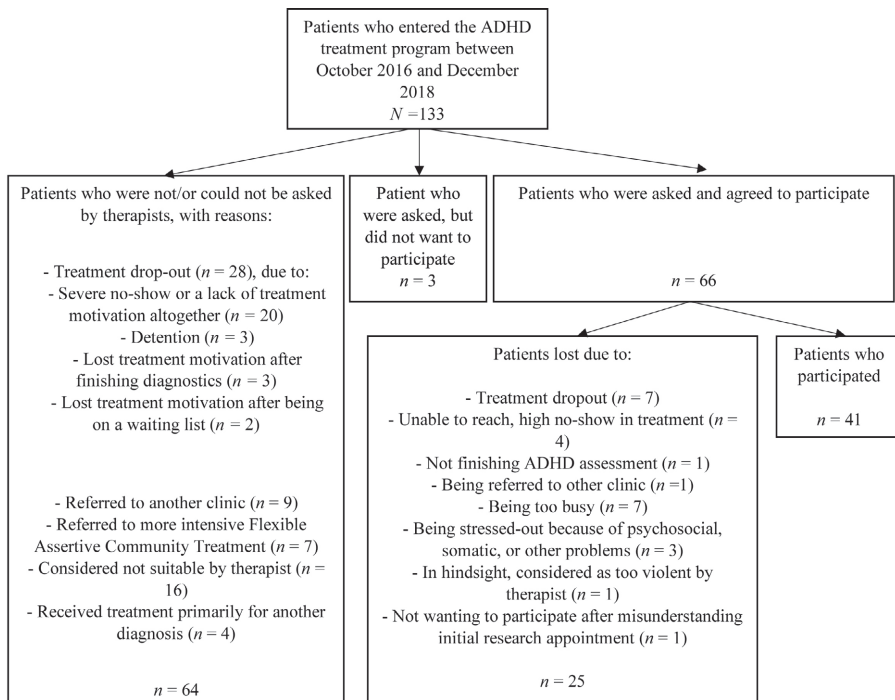 Patients who entered the ADHD
treatment program between
October 2016 and December
2018
N =133
Patients who were not/or could not be asked
by therapists, with reasons:
- Treatment drop-out (n = 28), due to:
- Severe no-show or a lack of treatment
motivation altogether (n = 20)
- Detention (n = 3)
- Lost treatment motivation after
finishing diagnostics (n = 3)
- Lost treatment motivation after being
on a waiting list (n = 2)
- Referred to another clinic (n = 9)
- Referred to more intensive Flexible
Assertive Community Treatment (n = 7)
- Considered not suitable by therapist (n =
16)
- Received treatment primarily for another
diagnosis (n = 4)
n = 64
Patient who
were asked, but
did not want to
participate
n = 3
Patients who were asked and agreed to participate
n = 66
Patients lost due to:
- Treatment dropout (n = 7)
- Unable to reach, high no-show in treatment (n =
4)
- Not finishing ADHD assessment (n = 1)
- Being referred to other clinic (n =1)
- Being too busy (n = 7)
- Being stressed-out because of psychosocial,
somatic, or other problems (n = 3)
- In hindsight, considered as too violent by
therapist (n = 1)
- Not wanting to participate after misunderstanding
initial research appointment (n = 1)
n = 25
Patients who
participated
n = 41